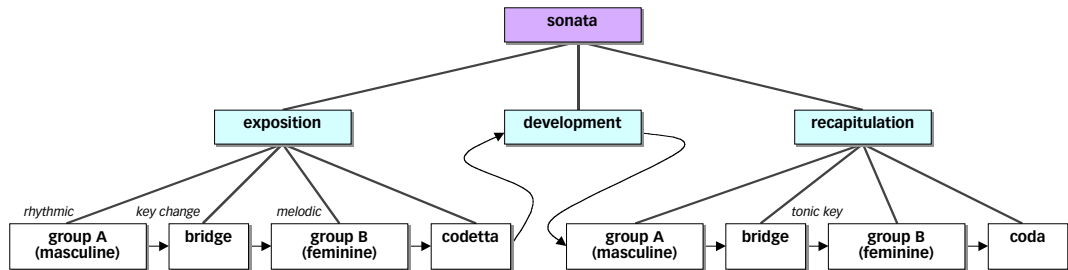 sonata
exposition
development
recapitulation
rhythmic
key change
melodic
tonic key
group A
(masculine)
bridge
group B
(feminine)
codetta
group A
(masculine)
bridge
group B
(feminine)
coda